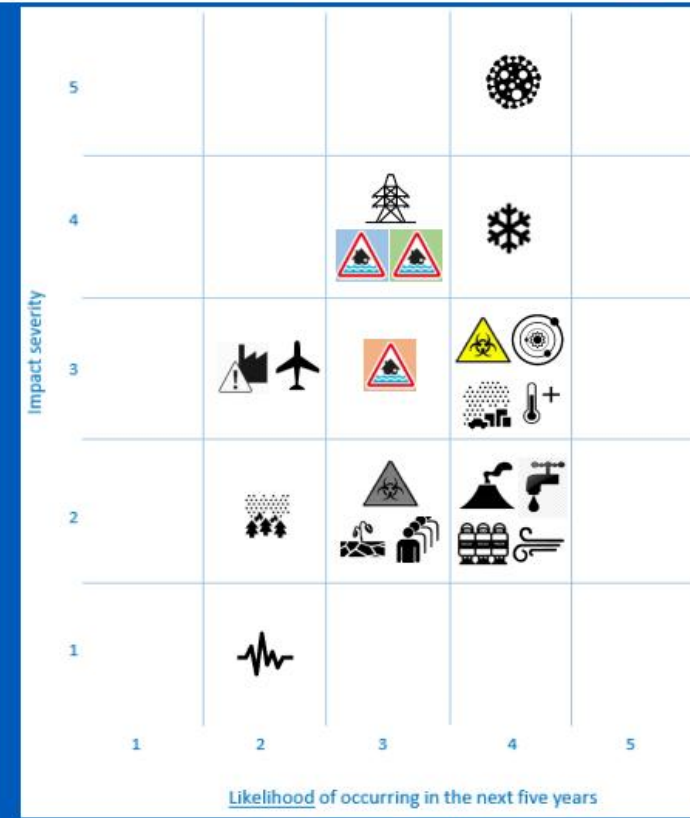 5
4
3
2
1
Impact severity
1 2 3 4 5
Likelihood of occurring in the next five years